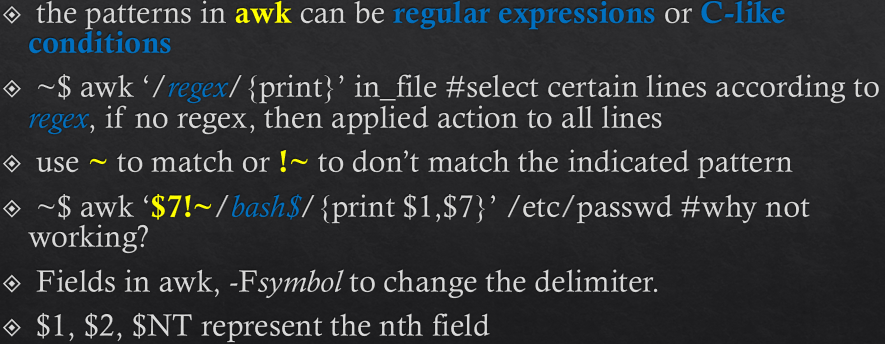 the patterns in awk can be regular expressions or C-like
conditions
~$ awk ‘/regex/{print}’ in_file #select certain lines according to
regex, if no regex, then applied action to all lines
use ~ to match or !~ to don’t match the indicated pattern
~$ awk ‘$7!~/bash$/{print $1,$7}’ /etc/passwd #why not
working?
Fields in awk, -Fsymbol to change the delimiter.
$1, $2, $NT represent the nth field